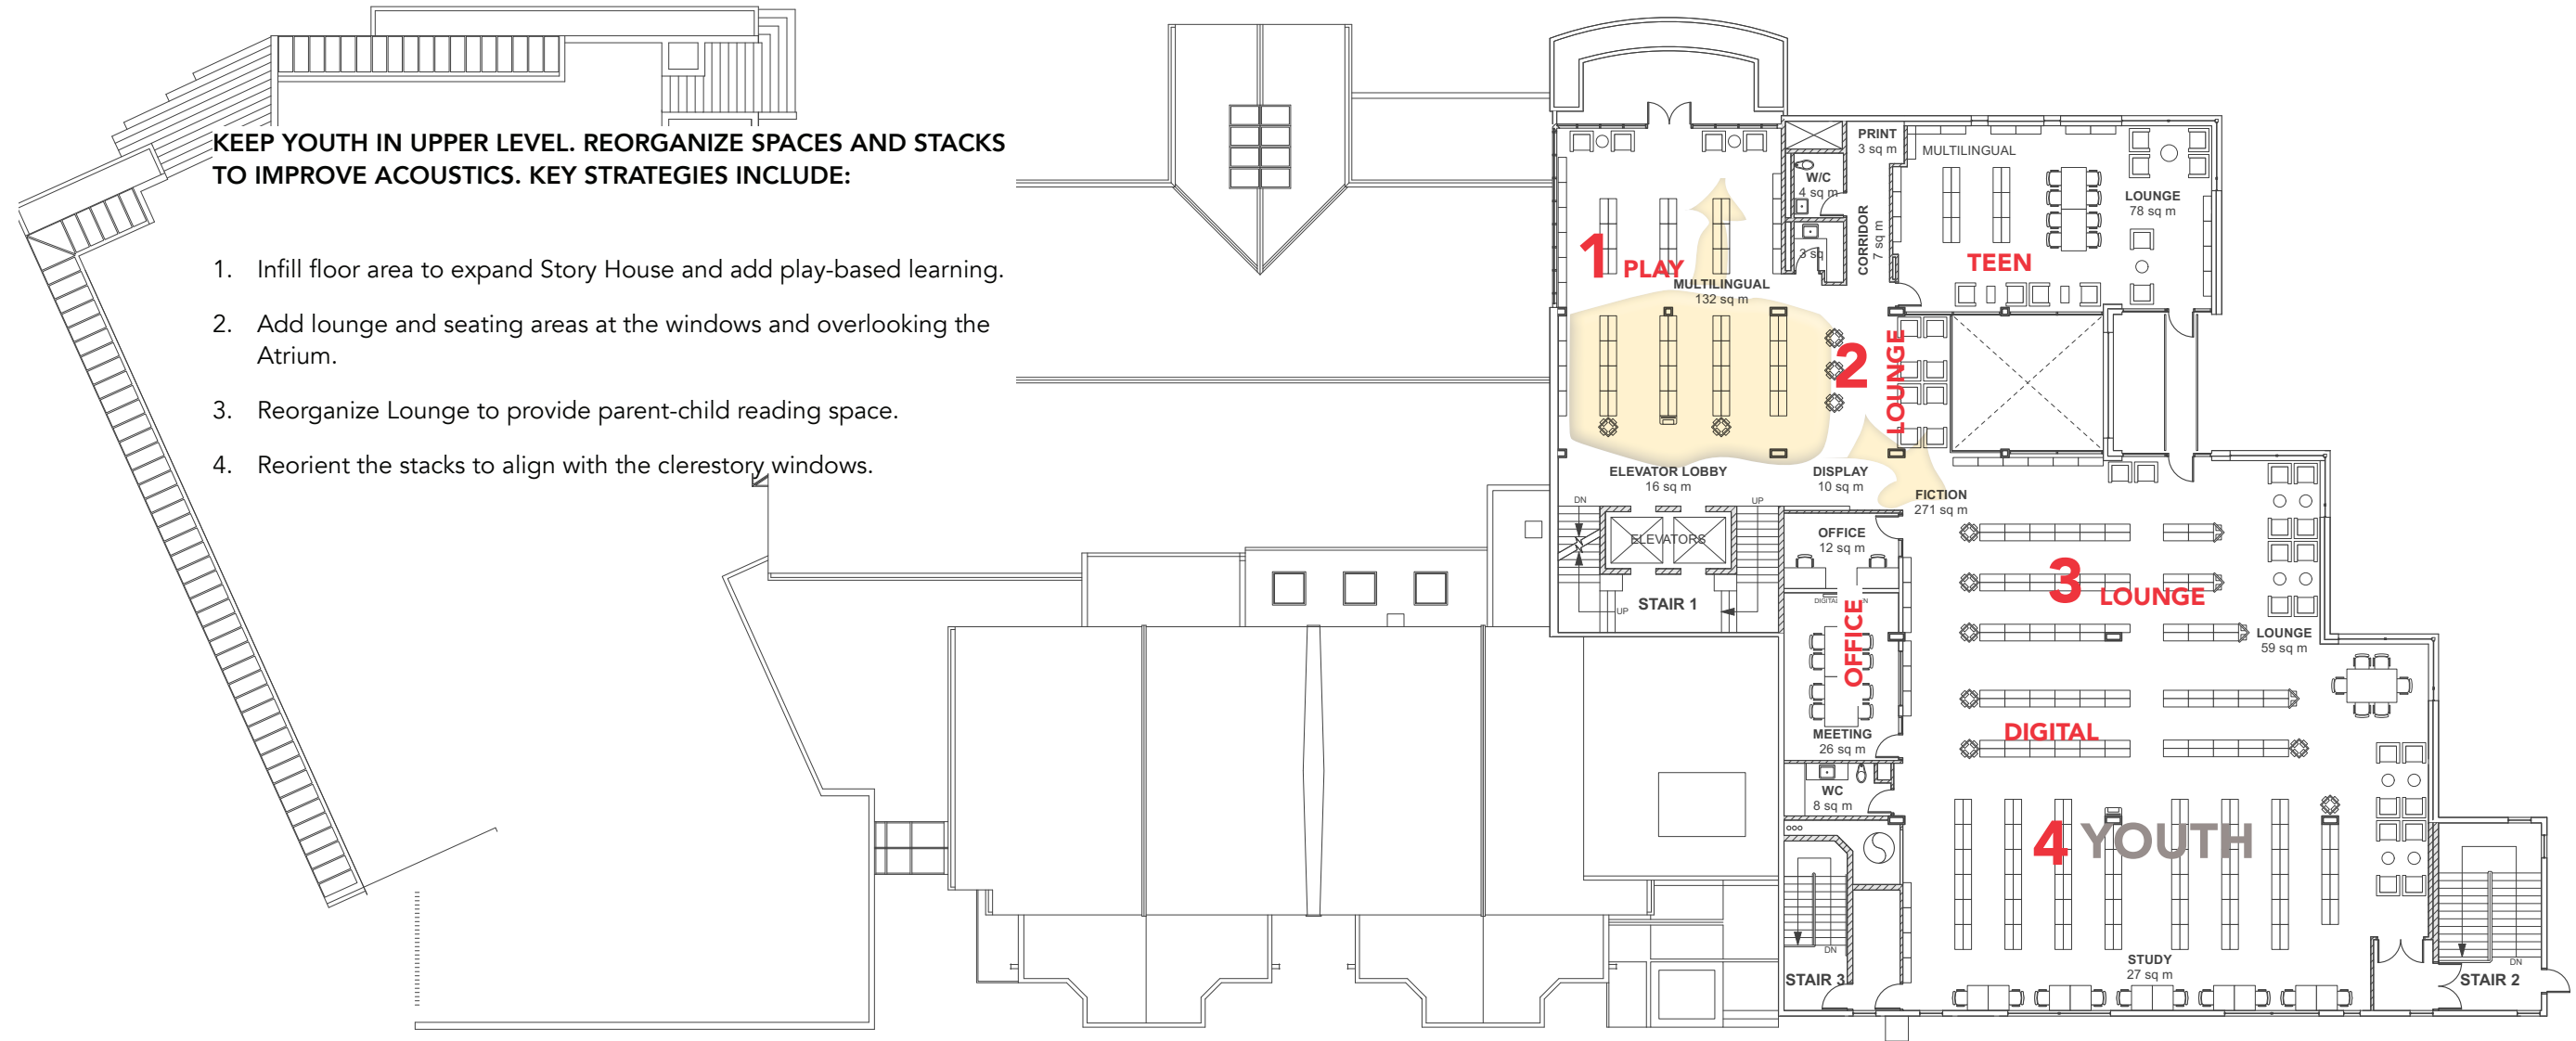 KEEP YOUTH IN UPPER LEVEL. REORGANIZE SPACES AND STACKS
TO IMPROVE ACOUSTICS. KEY STRATEGIES INCLUDE:
1. Infill floor area to expand Story House and add play-based learning.
2. Add lounge and seating areas at the windows and overlooking the
Atrium.
3. Reorganize Lounge to provide parent-child reading space.
4. Reorient the stacks to align with the clerestory windows.
PRINT
3 sq m
W/C
4 sq m
3 sq
CORRIDOR
7 sq m
MULTILINGUAL
LOUNGE
78 sq m
TEEN
1 PLAY
MULTILINGUAL
132 sq m
2
LOUNGE
ELEVATOR LOBBY
16 sq m
DISPLAY
10 sq m
FICTION
271 sq m
DN
UP
ELEVATORS
UP
STAIR 1
OFFICE
12 sq m
OFFICE
MEETING
26 sq m
3 LOUNGE
LOUNGE
59 sq m
DIGITAL
WC
8 sq m
4 YOUTH
DN
STAIR 3
STUDY
27 sq m
DN
STAIR 2